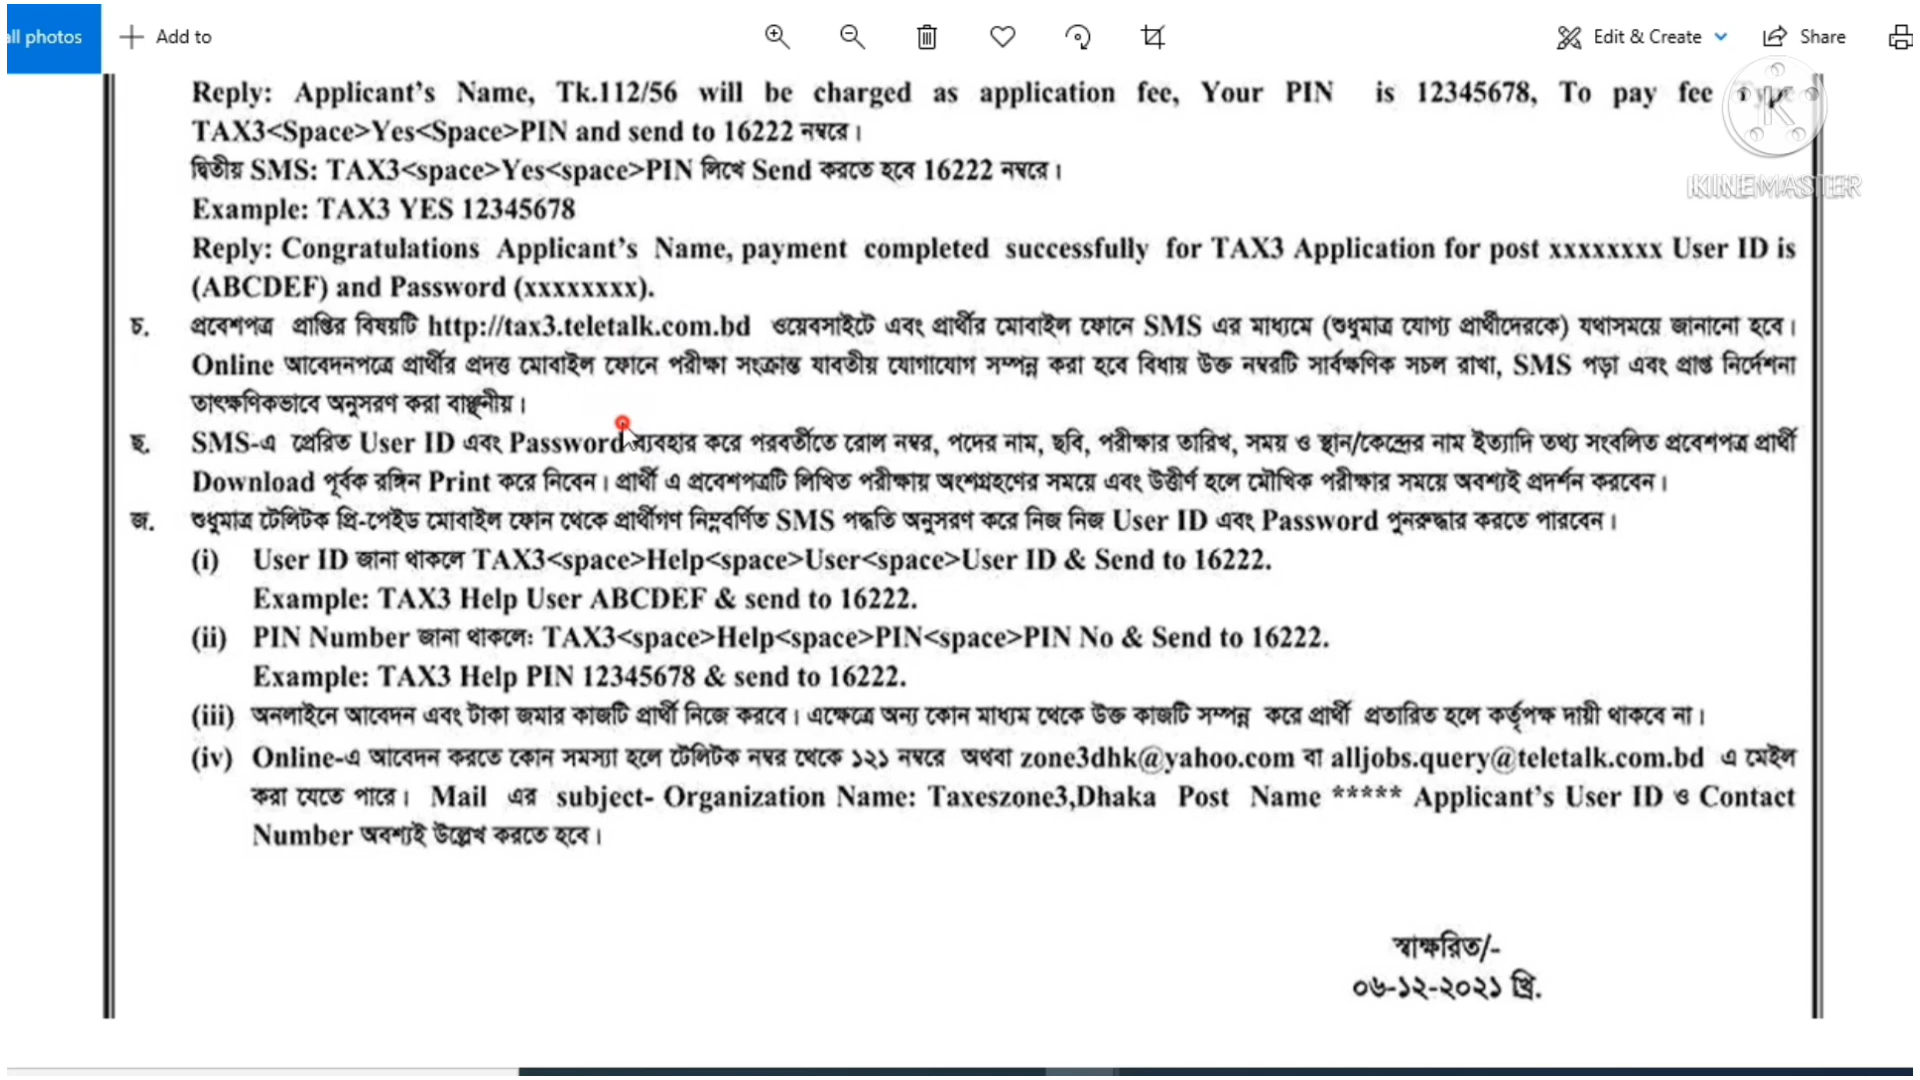 all photos
Add to
Edit & Create
Share
Reply: Applicant's Name, Tk.112/56 will be charged as application fee, Your PIN is 12345678, To pay fee Type
TAX3<Space>Yes<Space>PIN and send to 16222 নম্বরে।
KINEMASTER
দ্বিতীয় SMS: TAX3<space>Yes<space>PIN লিখে Send করতে হবে 16222 নম্বরে।
Example: TAX3 YES 12345678
Reply: Congratulations Applicant's Name, payment completed successfully for TAX3 Application for post xxxxxxxx User ID is
(ABCDEF) and Password (xxxxxxxx).
চ. প্রবেশপত্র প্রাপ্তির বিষয়টি http://tax3.teletalk.com.bd ওয়েবসাইটে এবং প্রার্থীর মোবাইল ফোনে SMS এর মাধ্যমে (শুধুমাত্র যোগ্য প্রার্থীদেরকে) যথাসময়ে জানানো হবে।
Online আবেদনপত্রে প্রার্থীর প্রদত্ত মোবাইল ফোনে পরীক্ষা সংক্রান্ত যাবতীয় যোগাযোগ সম্পন্ন করা হবে বিধায় উক্ত নম্বরটি সার্বক্ষণিক সচল রাখা, SMS পড়া এবং প্রাপ্ত নির্দেশনা
তাৎক্ষণিকভাবে অনুসরণ করা বাঞ্ছনীয়।
ছ. SMS-এ প্রেরিত User ID এবং Password ব্যবহার করে পরবর্তীতে রোল নম্বর, পদের নাম, ছবি, পরীক্ষার তারিখ, সময় ও স্থান/কেন্দ্রের নাম ইত্যাদি তথ্য সংবলিত প্রবেশপত্র প্রার্থী
Download পূর্বক রঙ্গিন Print করে নিবেন। প্রার্থী এ প্রবেশপত্রটি লিখিত পরীক্ষায় অংশগ্রহণের সময়ে এবং উত্তীর্ণ হলে মৌখিক পরীক্ষার সময়ে অবশ্যই প্রদর্শন করবেন।
জ. শুধুমাত্র টেলিটক প্রি-পেইড মোবাইল ফোন থেকে প্রার্থীগণ নিম্নবর্ণিত SMS পদ্ধতি অনুসরণ করে নিজ নিজ User ID এবং Password পুনরুদ্ধার করতে পারবেন।
(i) User ID জানা থাকলে TAX3<space>Help<space>User<space>User ID & Send to 16222.
Example: TAX3 Help User ABCDEF & send to 16222.
(ii) PIN Number জানা থাকলে: TAX3<space>Help<space>PIN<space>PIN No & Send to 16222.
Example: TAX3 Help PIN 12345678 & send to 16222.
(iii) অনলাইনে আবেদন এবং টাকা জমার কাজটি প্রার্থী নিজে করবে। এক্ষেত্রে অন্য কোন মাধ্যম থেকে উক্ত কাজটি সম্পন্ন করে প্রার্থী প্রতারিত হলে কর্তৃপক্ষ দায়ী থাকবে না।
(iv) Online-এ আবেদন করতে কোন সমস্যা হলে টেলিটক নম্বর থেকে ১২১ নম্বরে অথবা zone3dhk@yahoo.com বা alljobs.query@teletalk.com.bd এ মেইল
করা যেতে পারে। Mail এর subject- Organization Name: Taxeszone3,Dhaka Post Name ***** Applicant's User ID ও Contact
Number অবশ্যই উল্লেখ করতে হবে।
স্বাক্ষরিত/-
০৬-১২-২০২১ খ্রি.